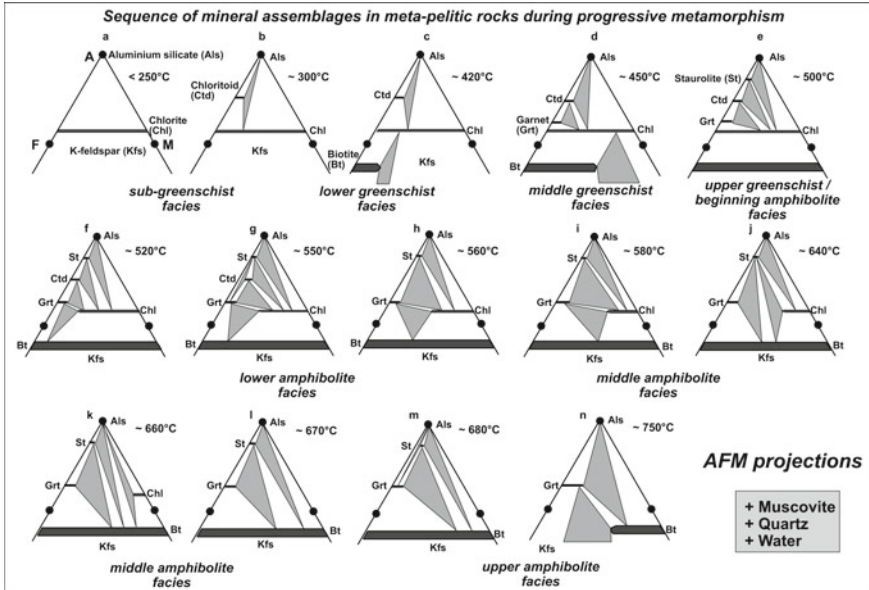 Sequence of mineral assemblages in meta-pelitic rocks during progressive metamorphism
a
A
Aluminium silicate (Als)
< 250°C
Chlorite
(Chl)
F
M
K-feldspar (Kfs)
sub-greenschist
facies
b
Als
Chloritoid
(Ctd)
~ 300°C
Chl
Kfs
c
Als
~ 420°C
Ctd
Chl
Biotite
(Bt)
Kfs
lower greenschist
facies
d
Als
~ 450°C
Ctd
Garnet
(Grt)
Chl
Bt
Kfs
middle greenschist
facies
e
Als
Staurolite (St)
~ 500°C
Ctd
Grt
Chl
Bt
upper greenschist /
beginning amphibolite
facies
f
Als
~ 520°C
St
Ctd
Grt
Chl
Bt
Kfs
g
Als
~ 550°C
St
Ctd
Grt
Chl
Bt
Kfs
lower amphibolite
facies
h
Als
~ 560°C
St
Grt
Chl
Bt
Kfs
i
Als
~ 580°C
St
Grt
Chl
Bt
Kfs
middle amphibolite
facies
j
Als
~ 640°C
St
Grt
Chl
Bt
Kfs
k
Als
~ 660°C
St
Grt
Chl
Bt
Kfs
middle amphibolite
facies
l
Als
~ 670°C
St
Grt
Bt
Kfs
m
Als
~ 680°C
St
Grt
Bt
Kfs
upper amphibolite
facies
n
Als
~ 750°C
Grt
Bt
Kfs
AFM projections
+ Muscovite
+ Quartz
+ Water